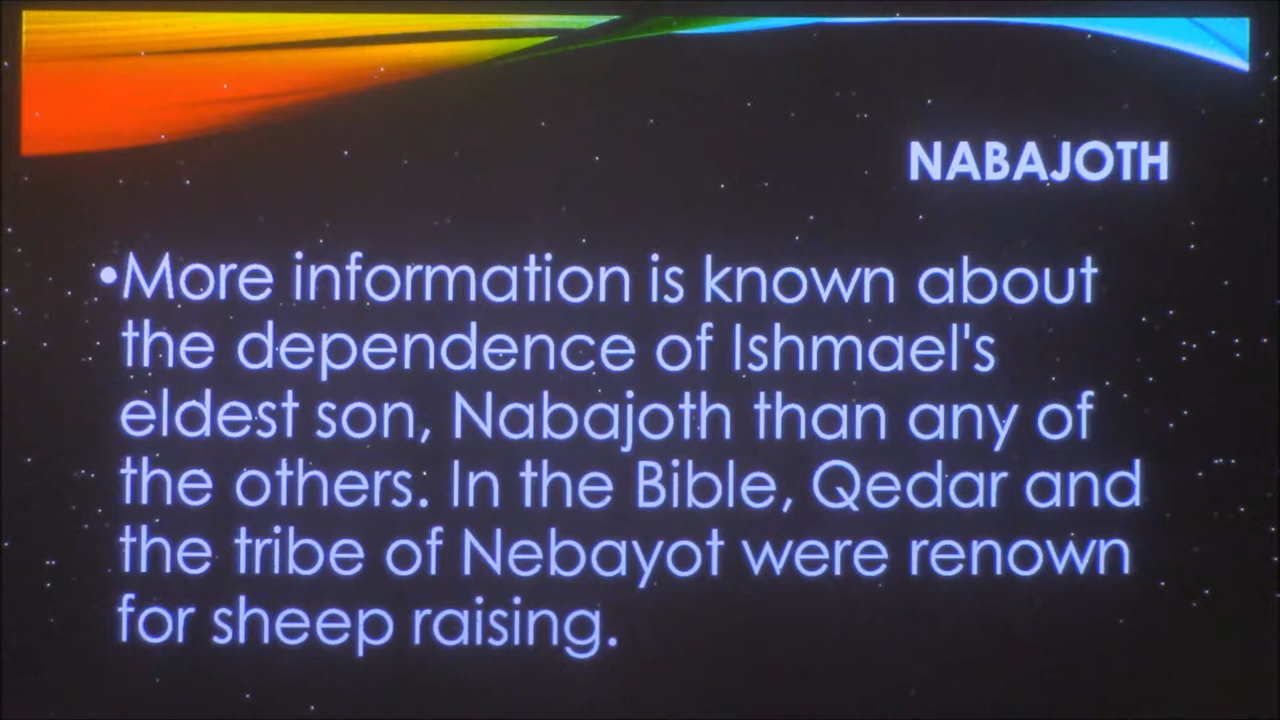 NABAJOTH
•More information is known about
the dependence of Ishmael's
eldest son, Nabajoth than any of
the others. In the Bible, Qedar and
the tribe of Nebayot were renown
for sheep raising.